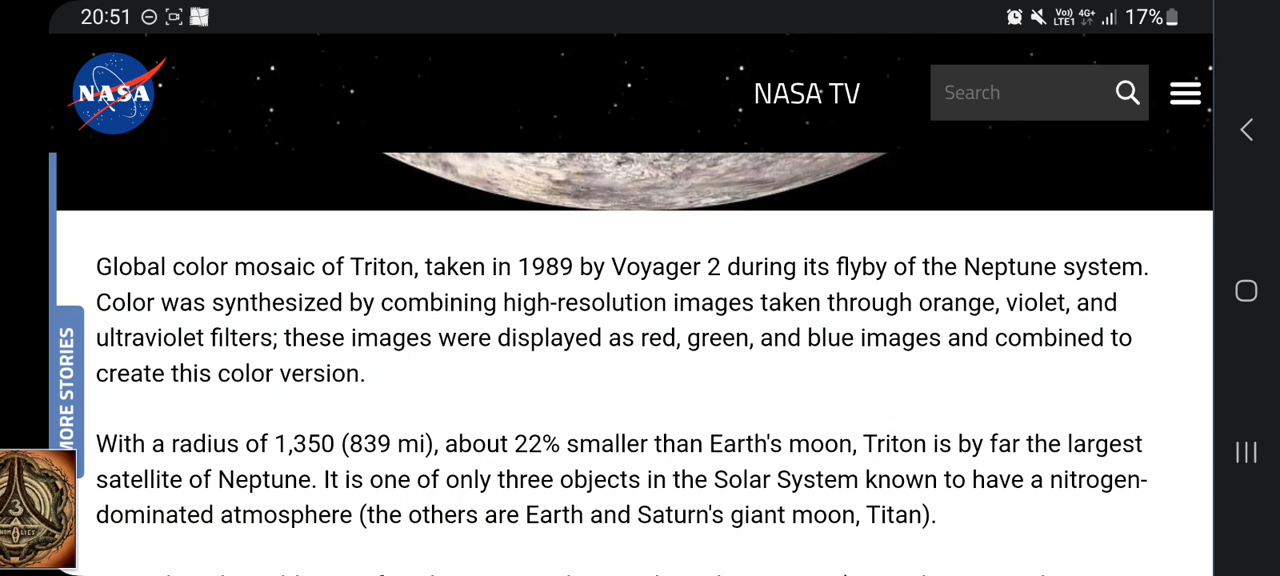 20:51
Vo)) 4G+ 17%
LTE1
NASA
NASA TV
Search
Global color mosaic of Triton, taken in 1989 by Voyager 2 during its flyby of the Neptune system.
Color was synthesized by combining high-resolution images taken through orange, violet, and
ultraviolet filters; these images were displayed as red, green, and blue images and combined to
create this color version.
MORE STORIES
With a radius of 1,350 (839 mi), about 22% smaller than Earth's moon, Triton is by far the largest
satellite of Neptune. It is one of only three objects in the Solar System known to have a nitrogen-
dominated atmosphere (the others are Earth and Saturn's giant moon, Titan).
3